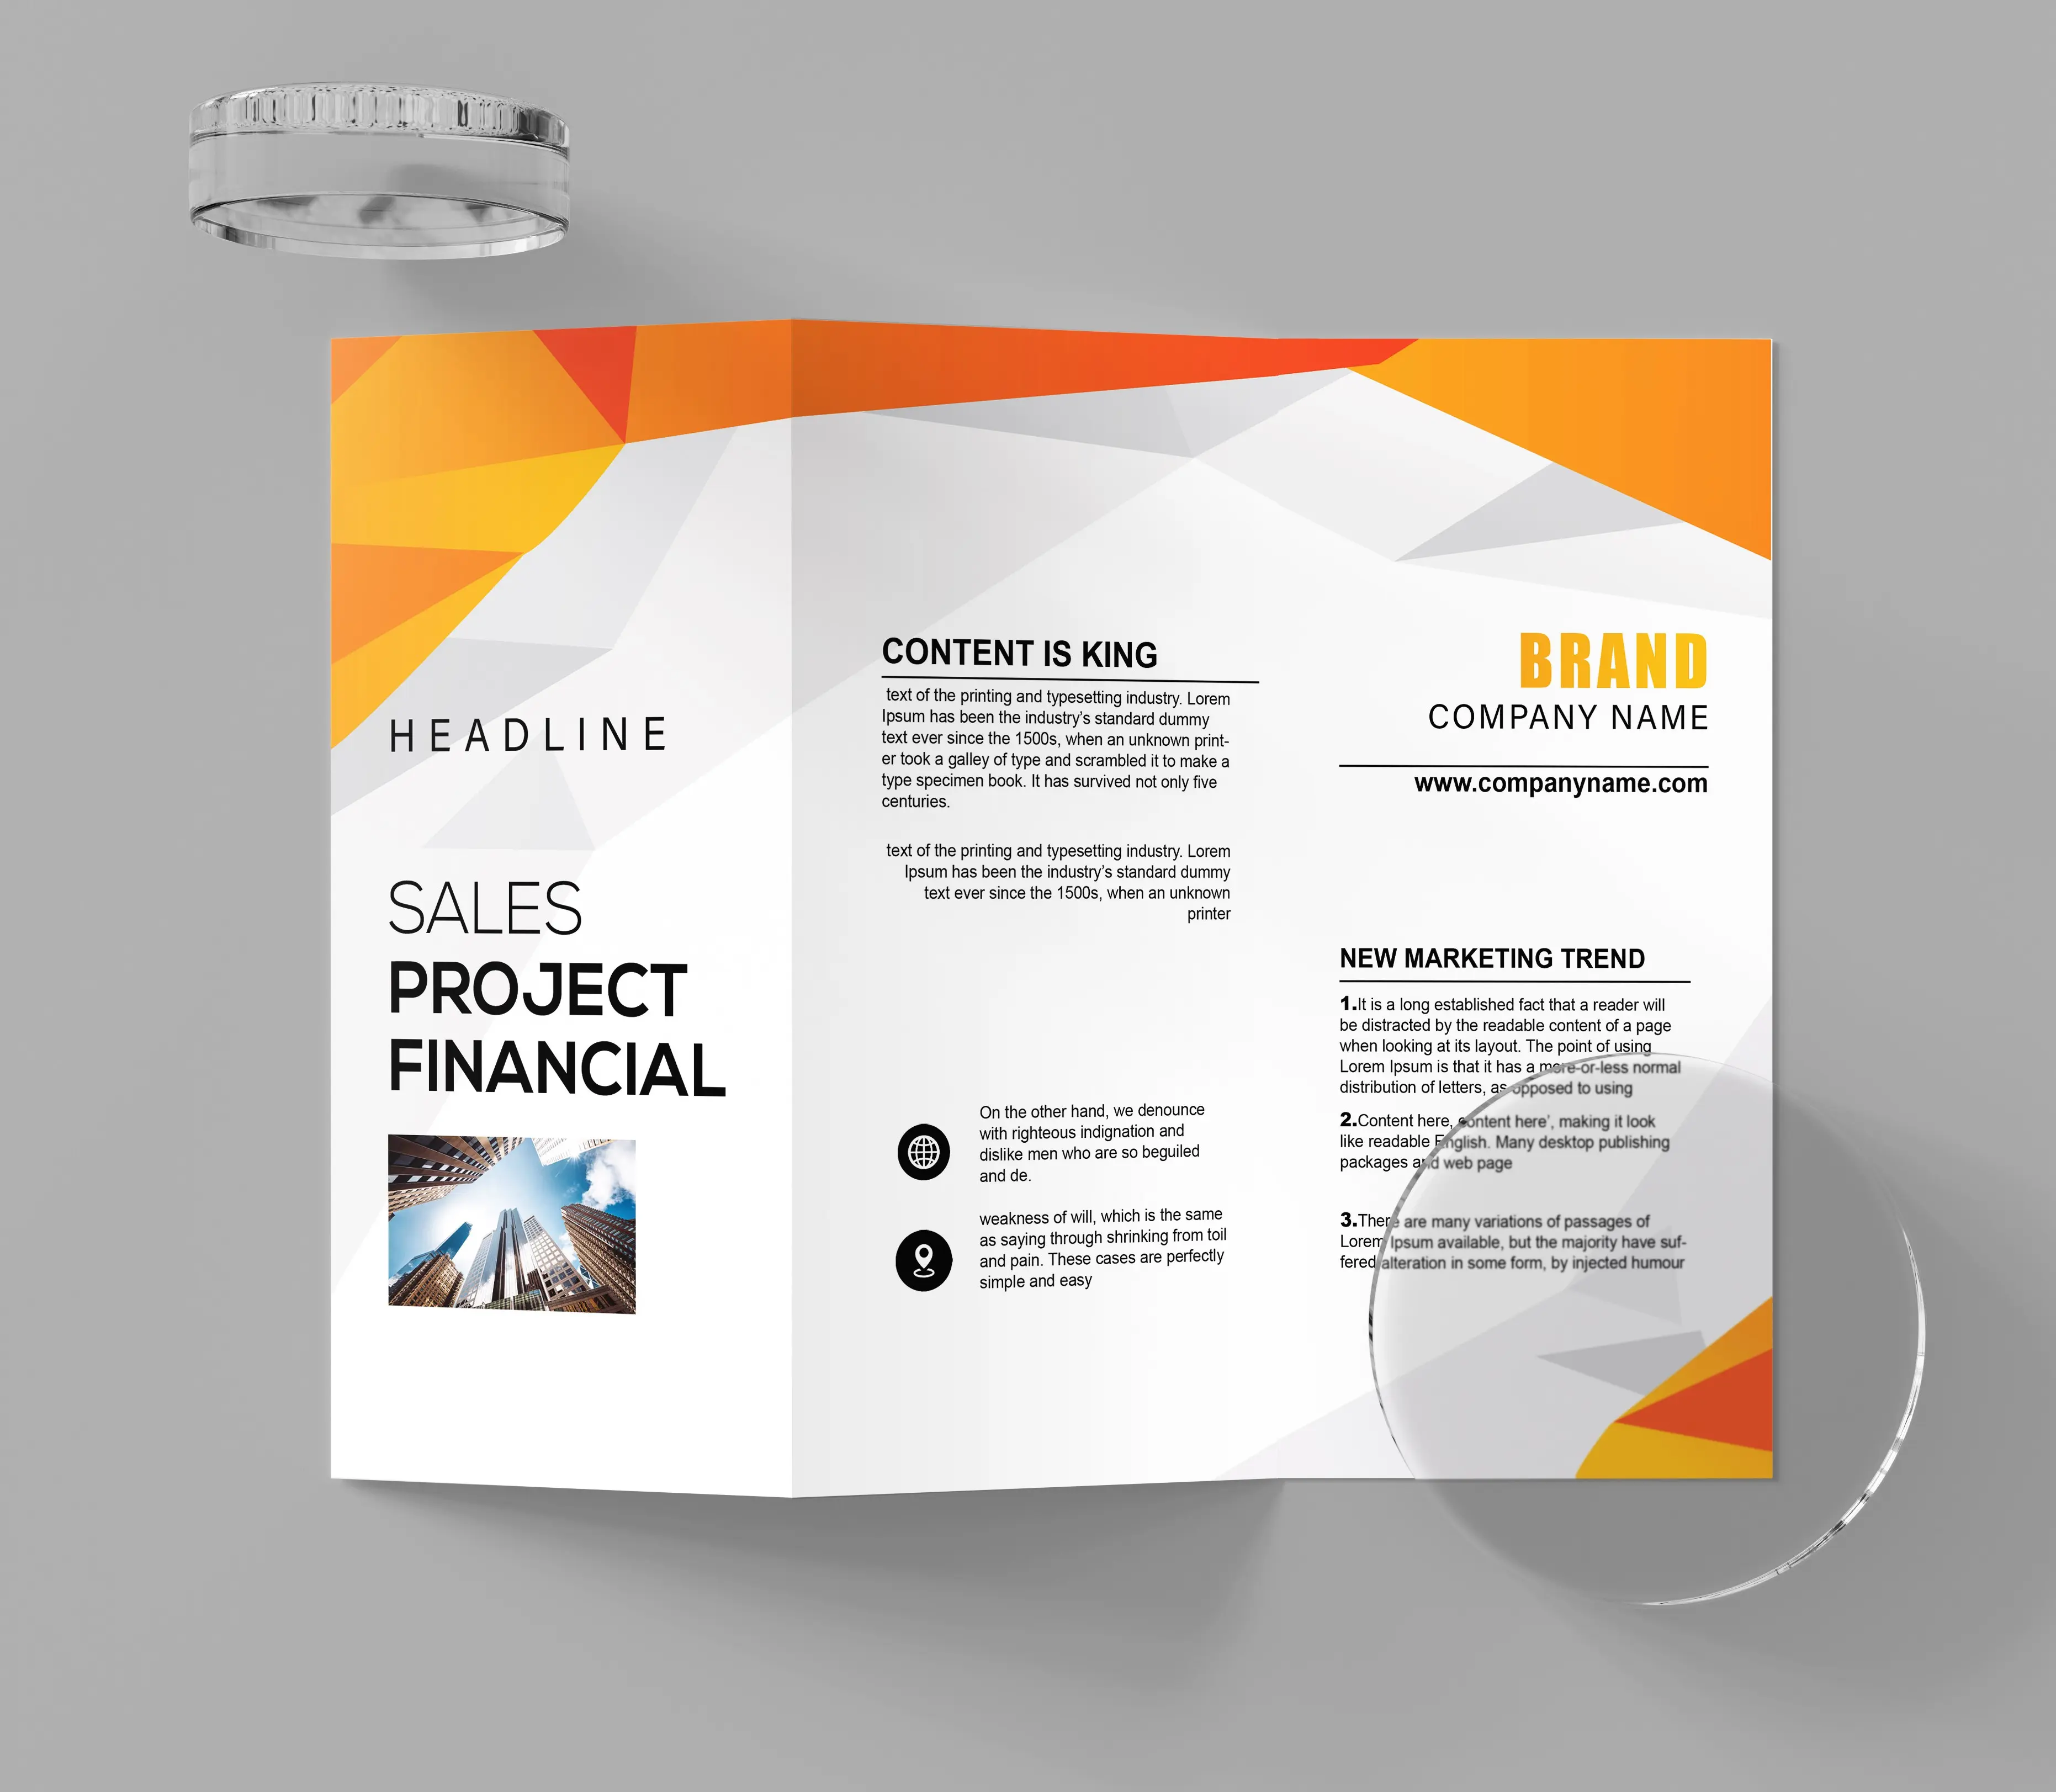 HEADLINE
SALES
PROJECT
FINANCIAL
CONTENT IS KING
text of the printing and typesetting industry. Lorem
Ipsum has been the industry's standard dummy
text ever since the 1500s, when an unknown print-
er took a galley of type and scrambled it to make a
type specimen book. It has survived not only five
centuries.
text of the printing and typesetting industry. Lorem
Ipsum has been the industry's standard dummy
text ever since the 1500s, when an unknown
printer
On the other hand, we denounce
with righteous indignation and
dislike men who are so beguiled
and de.
weakness of will, which is the same
as saying through shrinking from toil
and pain. These cases are perfectly
simple and easy
BRAND
COMPANY NAME
www.companyname.com
NEW MARKETING TREND
1.It is a long established fact that a reader will
be distracted by the readable content of a page
when looking at its layout. The point of using
Lorem Ipsum is that it has a more-or-less normal
distribution of letters, as opposed to using
2.Content here, content here', making it look
like readable English. Many desktop publishing
packages and web page
3.There are many variations of passages of
Lorem Ipsum available, but the majority have suf-
fered alteration in some form, by injected humour